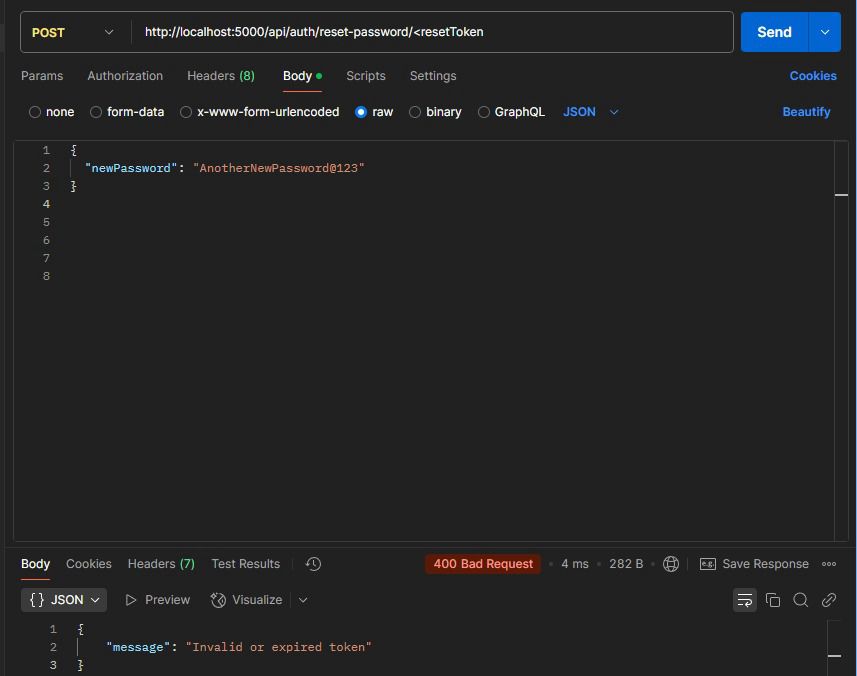 POST http://localhost:5000/api/auth/reset-password/<resetToken Send
Params Authorization Headers (8) Body Scripts Settings Cookies
none form-data x-www-form-urlencoded raw binary GraphQL JSON Beautify
1 {
2 "newPassword": "AnotherNewPassword@123"
3 }
4
5
6
7
8
Body Cookies Headers (7) Test Results 400 Bad Request 4 ms 282 B e.g. Save Response
{} JSON Preview Visualize
1 {
2 "message": "Invalid or expired token"
3 }